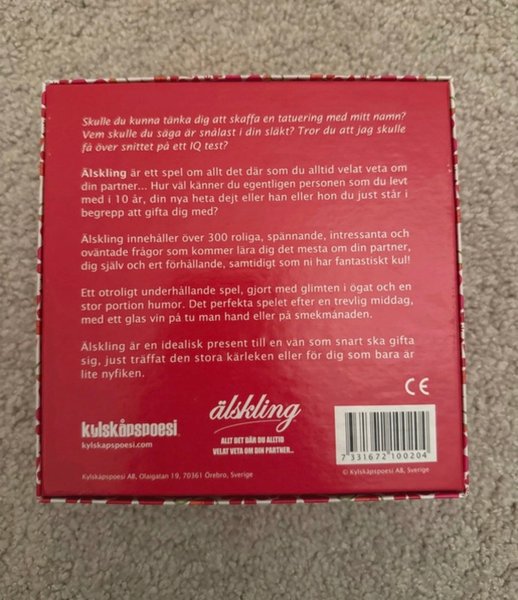 Skulle du kunna tänka dig att skaffa en tatuering med mitt namn?
Vem skulle du säga är snålast i din släkt? Tror du att jag skulle
få över snittet på ett IQ test?
Älskling är ett spel om allt det där som du alltid velat veta om
din partner... Hur väl känner du egentligen personen som du levt
med i 10 år, din nya heta dejt eller han eller hon du just står i
begrepp att gifta dig med?
Älskling innehåller över 300 roliga, spännande, intressanta och
oväntade frågor som kommer lära dig det mesta om din partner,
dig själv och ert förhållande, samtidigt som ni har fantastiskt kul!
Ett otroligt underhållande spel, gjort med glimten i ögat och en
stor portion humor. Det perfekta spelet efter en trevlig middag,
med ett glas vin på tu man hand eller på smekmånaden.
Älskling är en idealisk present till en vän som snart ska gifta
sig, just träffat den stora kärleken eller för dig som bara är
lite nyfiken.
CE
kylskåpspoesi
kylskapspoesi.com
älskling
ALLT DET DÄR DU ALLTID
VELAT VETA OM DIN PARTNER...
7 331672 100204
Kylskåpspoesi AB, Olaigatan 19, 70361 Örebro, Sverige
© Kylskåpspoesi AB, Sverige